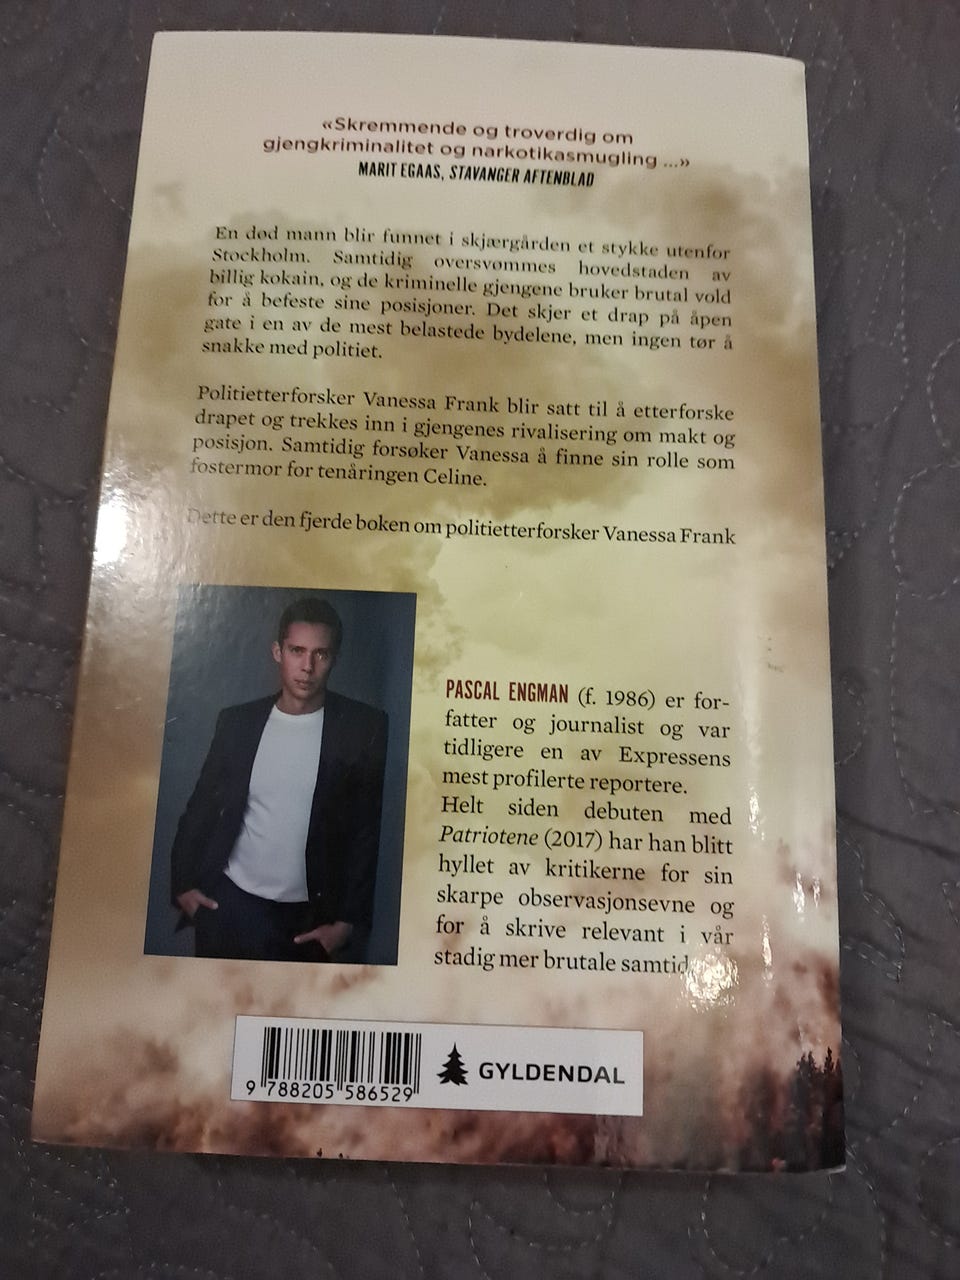 «Skremmende og troverdig om
gjengkriminalitet og narkotikasmugling ...»
MARIT EGAAS, STAVANGER AFTENBLAD
En død mann blir funnet i skjærgården et stykke utenfor
Stockholm. Samtidig oversvømmes hovedstaden av
billig kokain, og de kriminelle gjengene bruker brutal vold
for å befeste sine posisjoner. Det skjer et drap på åpen
gate i en av de mest belastede bydelene, men ingen tør å
snakke med politiet.
Politietterforsker Vanessa Frank blir satt til å etterforske
drapet og trekkes inn i gjengenes rivalisering om makt og
posisjon. Samtidig forsøker Vanessa å finne sin rolle som
fostermor for tenåringen Celine.
Dette er den fjerde boken om politietterforsker Vanessa Frank
PASCAL ENGMAN (f. 1986) er for-
fatter og journalist og var
tidligere en av Expressens
mest profilerte reportere.
Helt siden debuten med
Patriotene (2017) har han blitt
hyllet av kritikerne for sin
skarpe observasjonsevne og
for å skrive relevant i vår
stadig mer brutale samtid
9 788205 586529
GYLDENDAL